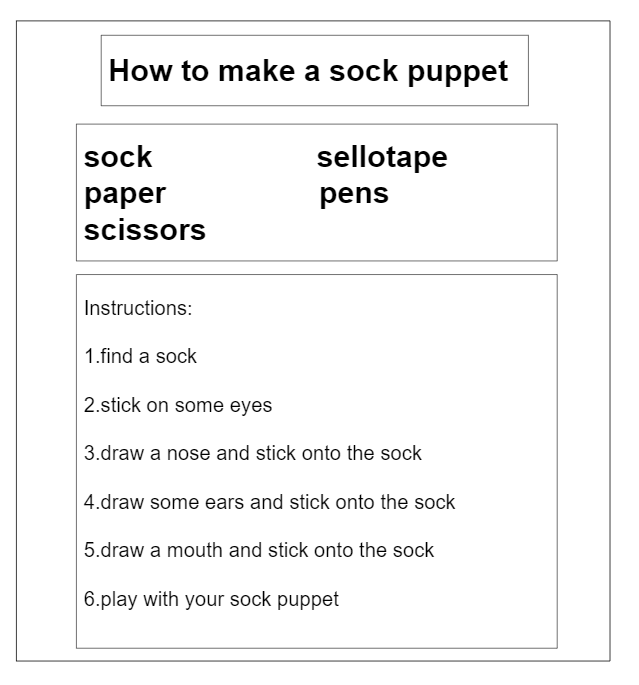 How to make a sock puppet
sock sellotape
paper pens
scissors
Instructions:
1.find a sock
2.stick on some eyes
3.draw a nose and stick onto the sock
4.draw some ears and stick onto the sock
5.draw a mouth and stick onto the sock
6.play with your sock puppet